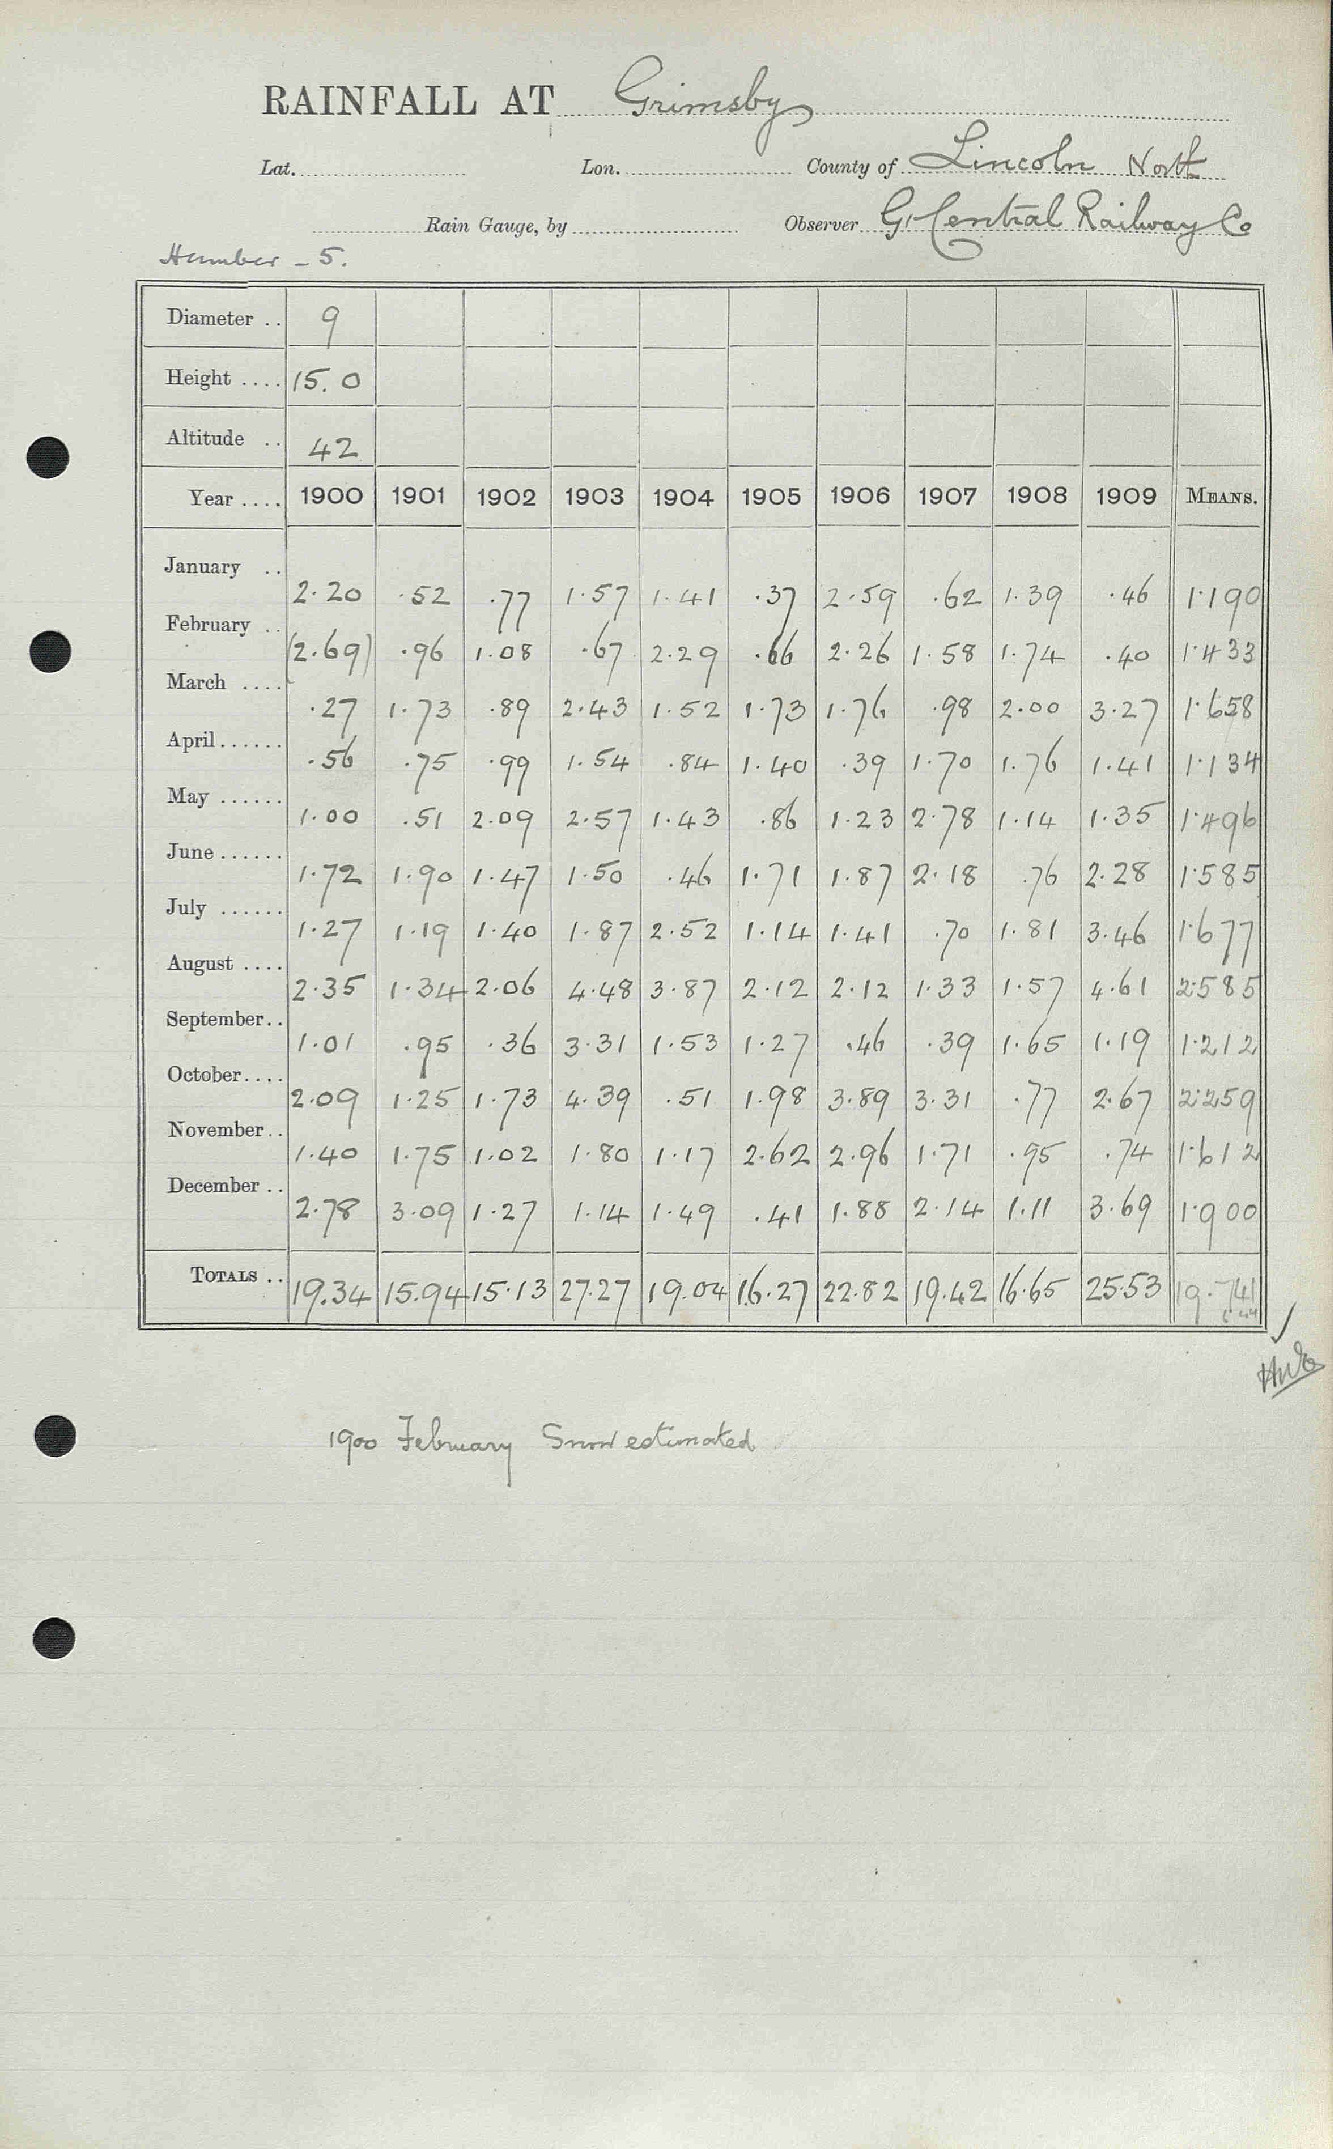 RAINFALL AT Grimsby
Lat. Lon. County of Lincoln North
Rain Gauge, by Observer Gt Central Railway Co
Humber - 5.
Diameter .. 9
Height .... 15. 0
Altitude .. 42
Year .... 1900 1901 1902 1903 1904 1905 1906 1907 1908 1909 MEANS.
January .. 2.20 .52 .77 1.57 1.41 .37 2.59 .62 1.39 .46 1.190
February .. (2.69) .96 1.08 .67 2.29 .66 2.26 1.58 1.74 .40 1.433
March .... .27 1.73 .89 2.43 1.52 1.73 1.76 .98 2.00 3.27 1.658
April ...... .56 .75 .99 1.54 .84 1.40 .39 1.70 1.76 1.41 1.134
May ...... 1.00 .51 2.09 2.57 1.43 .86 1.23 2.78 1.14 1.35 1.496
June ...... 1.72 1.90 1.47 1.50 .46 1.71 1.87 2.18 .76 2.28 1.585
July ...... 1.27 1.19 1.40 1.87 2.52 1.14 1.41 .70 1.81 3.46 1.677
August .... 2.35 1.34 2.06 4.48 3.87 2.12 2.12 1.33 1.57 4.61 2.585
September.. 1.01 .95 .36 3.31 1.53 1.27 .46 .39 1.65 1.19 1.212
October.... 2.09 1.25 1.73 4.39 .51 1.98 3.89 3.31 .77 2.67 2.259
November.. 1.40 1.75 1.02 1.80 1.17 2.62 2.96 1.71 .95 .74 1.612
December .. 2.78 3.09 1.27 1.14 1.49 .41 1.88 2.14 1.11 3.69 1.900
TOTALS .. 19.34 15.94 15.13 27.27 19.04 16.27 22.82 19.42 16.65 25.53 19.741
1900 February Snow estimated